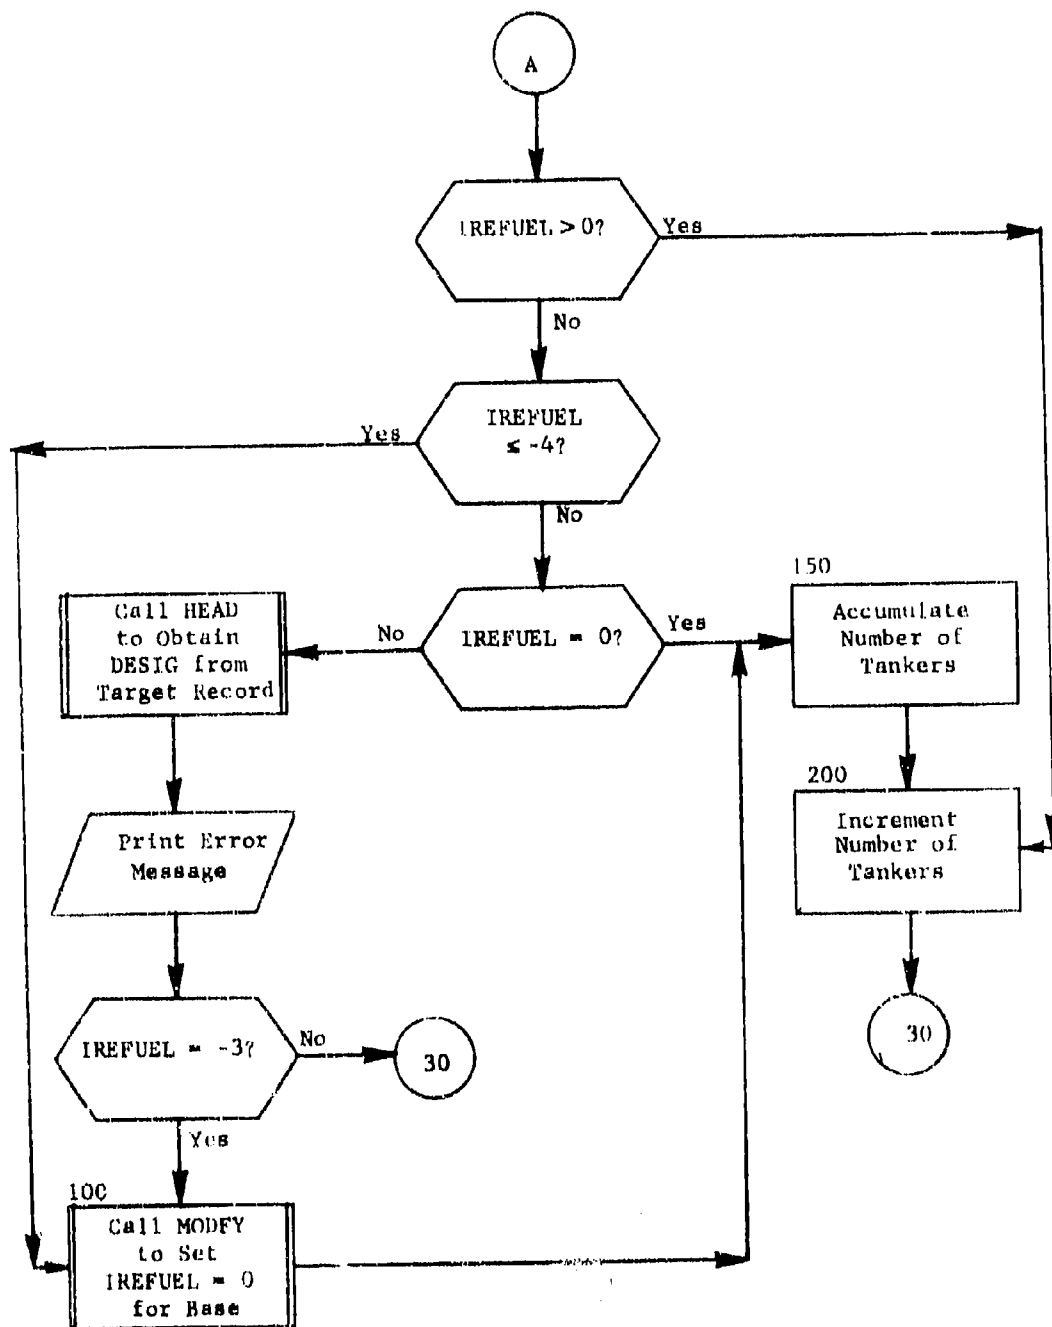 A
IREFUEL > 0?
Yes
No
IREFUEL
≤ -4?
Yes
No
IREFUEL = 0?
No
Yes
Call HEAD
to Obtain
DESIG from
Target Record
150
Accumulate
Number of
Tankers
200
Increment
Number of
Tankers
30
Print Error
Message
IREFUEL = -3?
No
30
Yes
100
Call MODFY
to Set
IREFUEL = 0
for Base